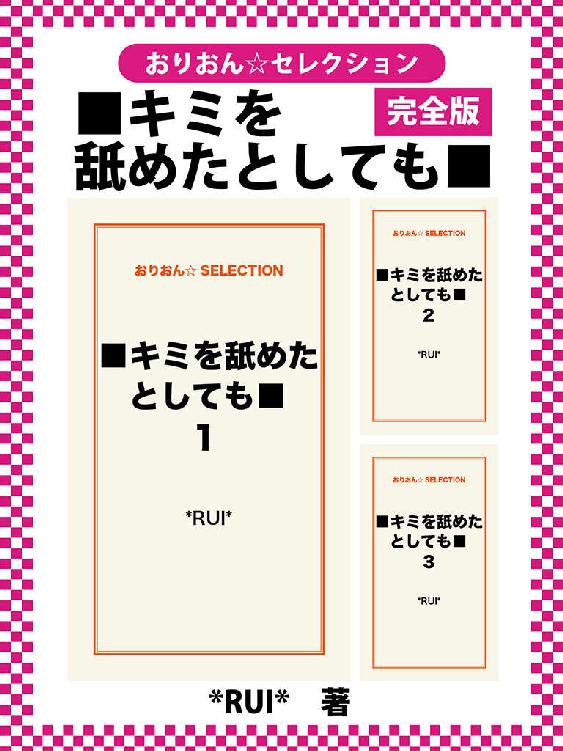 おりおん☆セレクション
■キミを
完全版
舐めたとしても■
おりおん☆ SELECTION
■キミを舐めた
としても■
1
*RUI*
おりおん☆ SELECTION
■キミを舐めた
としても■
2
*RUI*
おりおん☆ SELECTION
■キミを舐めた
としても■
3
*RUI*
*RUI* 著